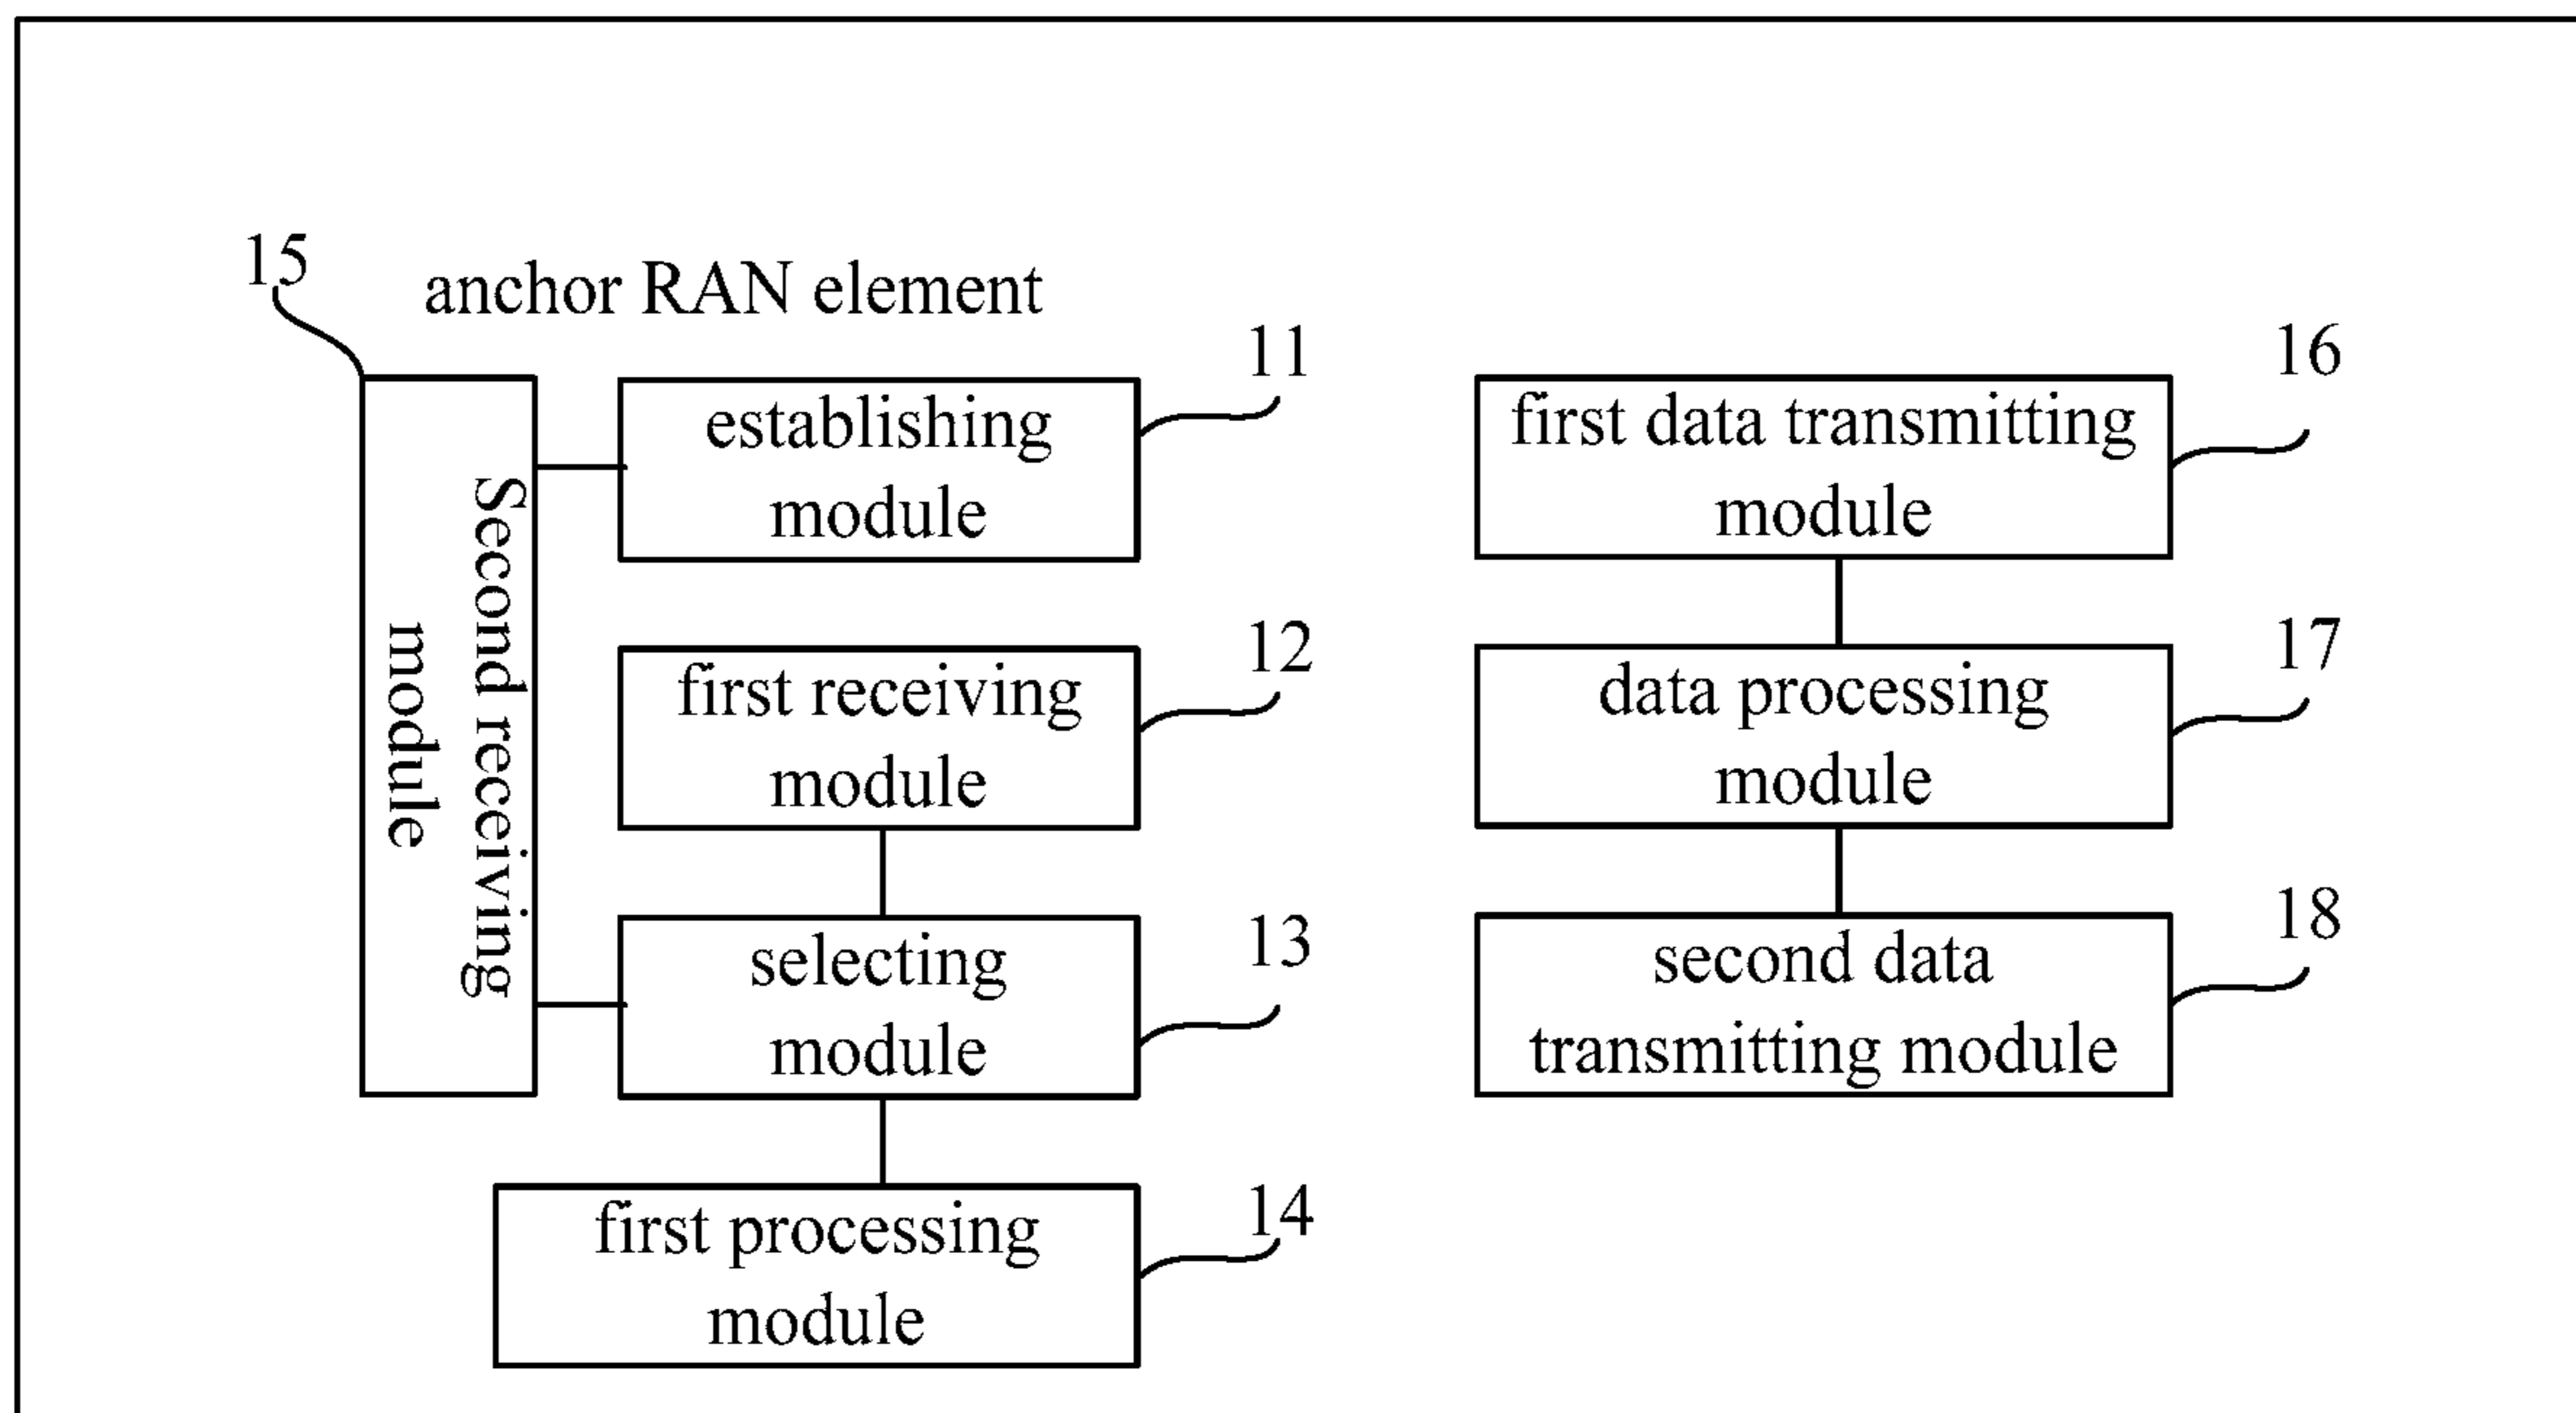 15
anchor RAN element
11
establishing
module
12
first receiving
module
13
selecting
module
14
first processing
module
Second receiving
module
16
first data transmitting
module
17
data processing
module
18
second data
transmitting module